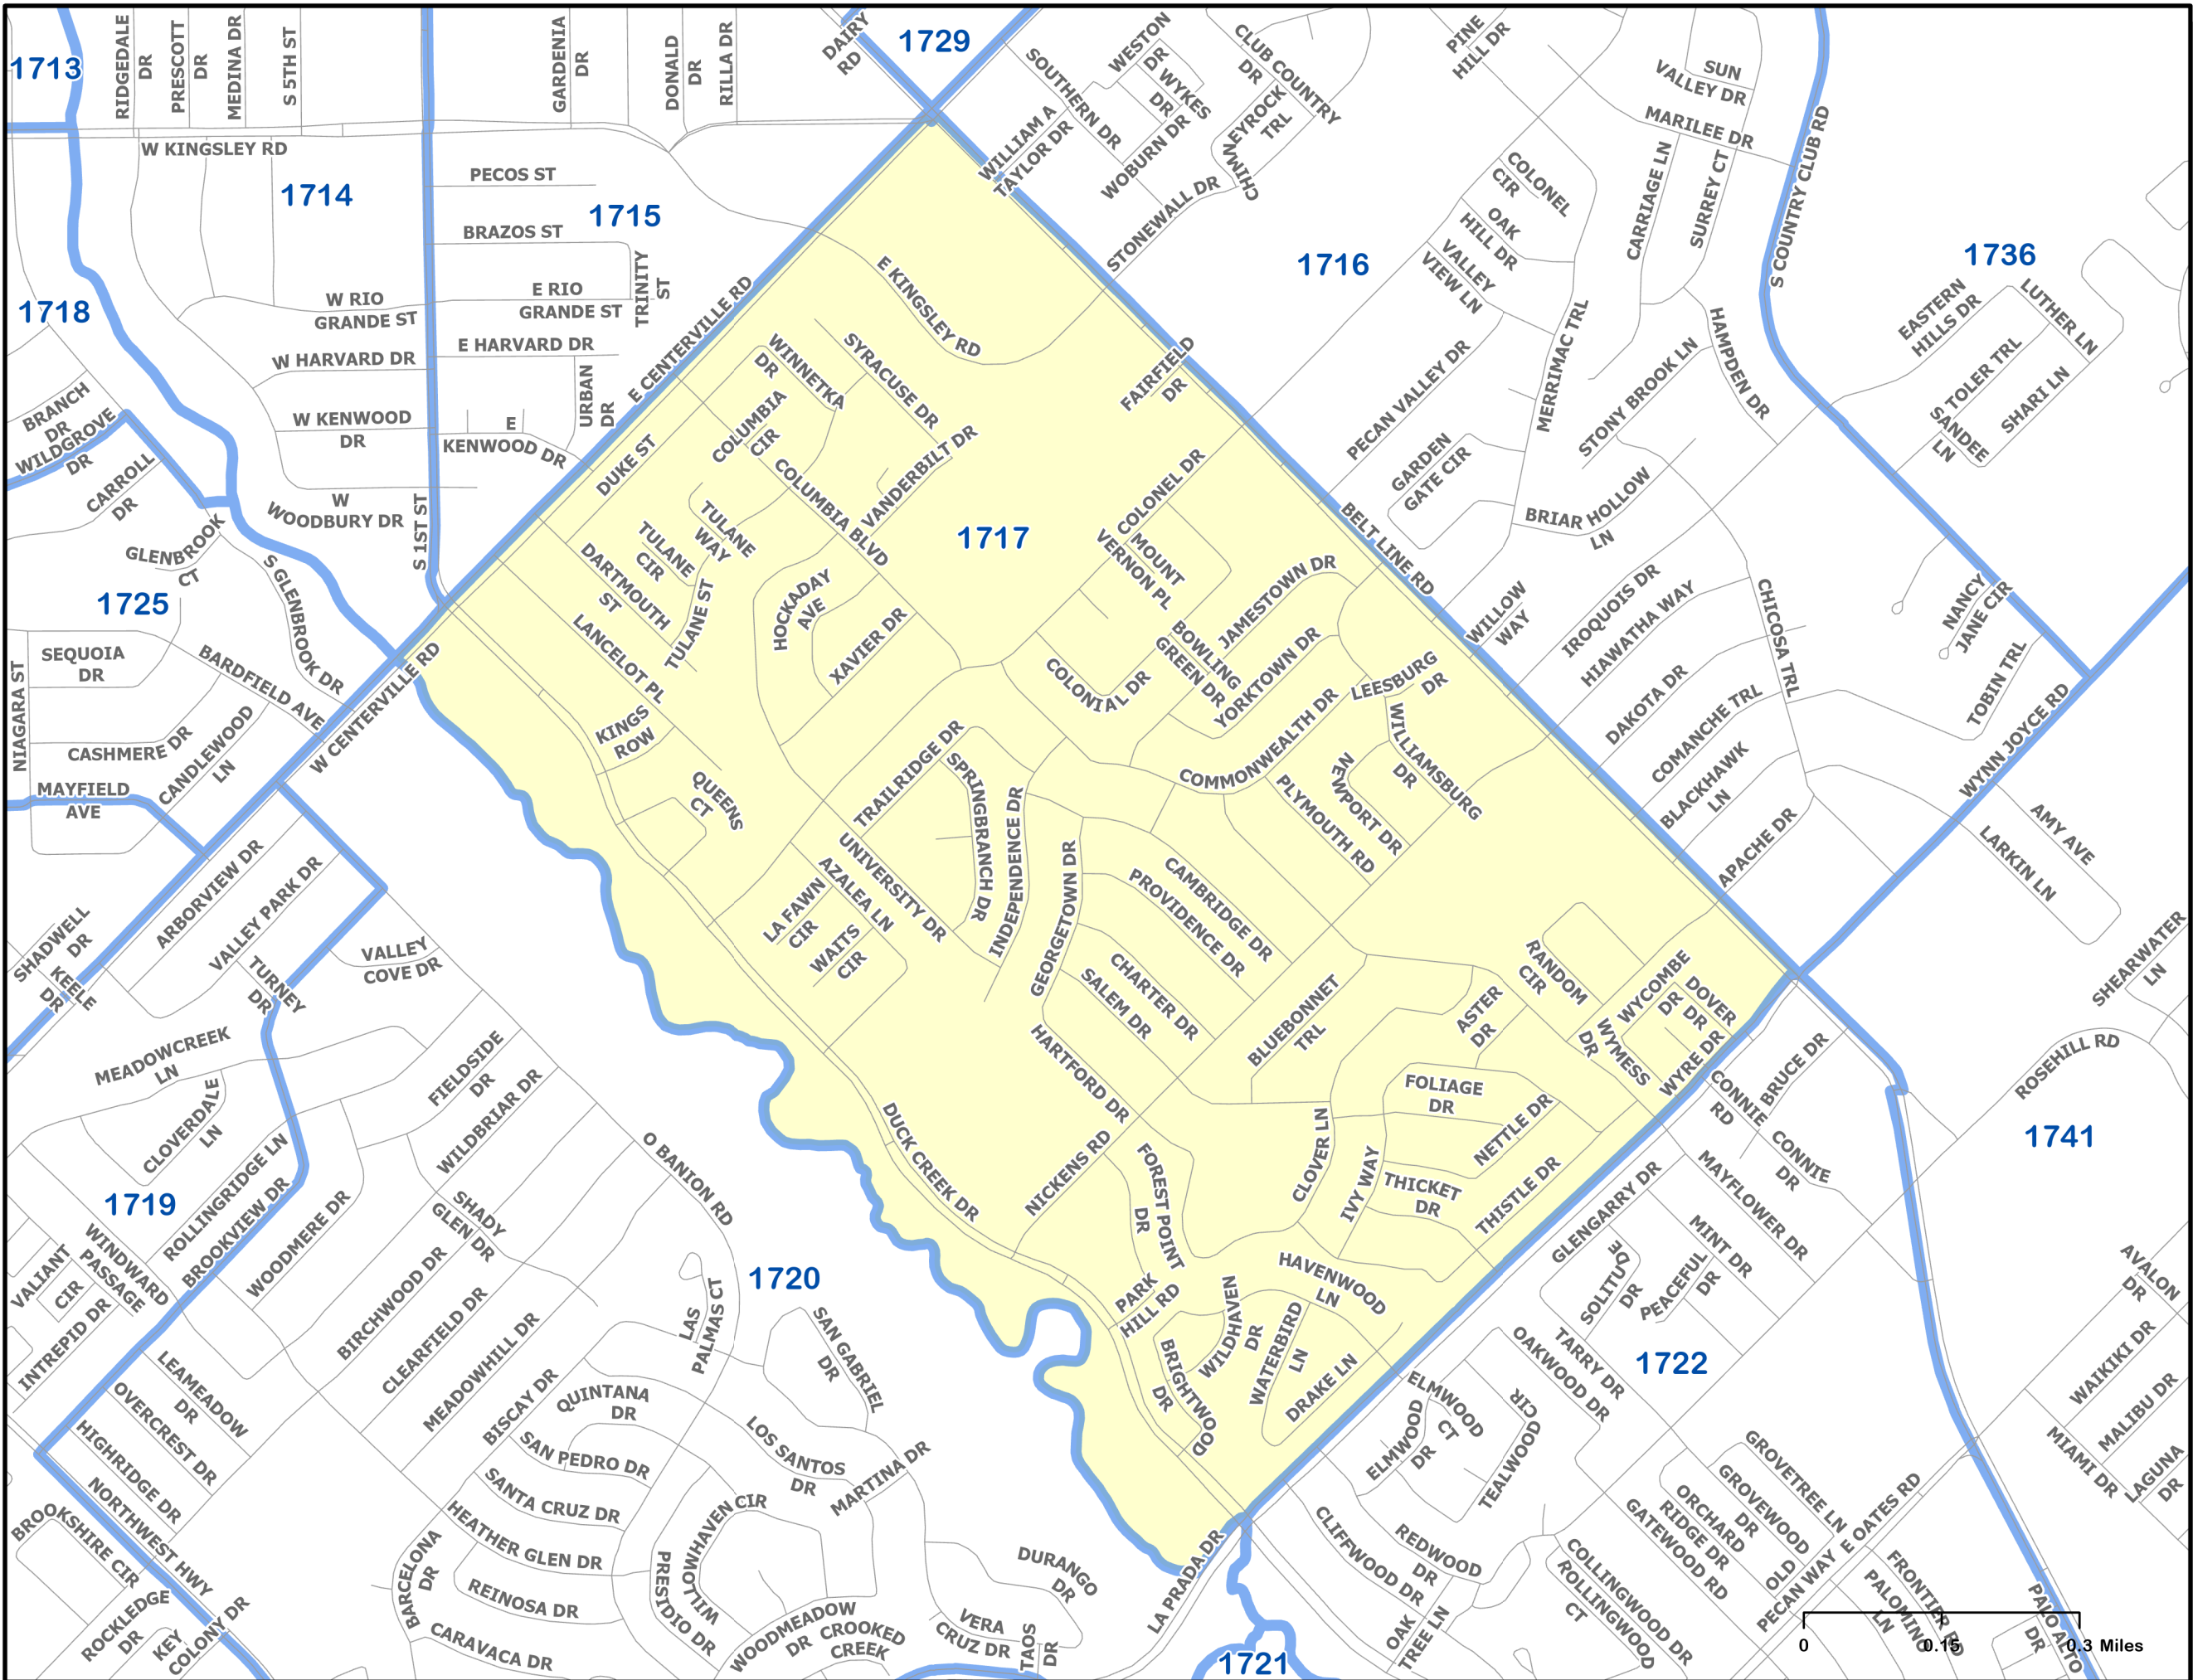 1713
RIDGEDALE
DR
PRESCOTT
DR
MEDINA DR
S 5TH ST
GARDENIA
DR
DONALD
DR
RILLA DR
DAIRY
RD
1729
SOUTHERN DR
WESTON
DR
WYKES
DR
CLUB COUNTRY
DR
PINE
HILL DR
SUN
VALLEY DR
MARILEE DR
S COUNTRY CLUB RD
W KINGSLEY RD
1714
PECOS ST
1715
BRAZOS ST
WILLIAM A
TAYLOR DR
WOBURN DR
CHIMNEYROCK
TRL
STONEWALL DR
1716
COLONEL
CIR
OAK
HILL DR
VALLEY
VIEW LN
CARRIAGE LN
SURREY CT
1736
EASTERN
HILLS DR
LUTHER LN
1718
W RIO
GRANDE ST
E RIO
GRANDE ST
TRINITY
ST
W HARVARD DR
E HARVARD DR
URBAN
DR
E CENTERVILLE RD
E KINGSLEY RD
FAIRFIELD
DR
PECAN VALLEY DR
MERRIMAC TRL
STONY BROOK LN
HAMPDEN DR
TOLER TRL
SHARI LN
SANDEE
LN
BRANCH
DR
WILDGROVE
DR
CARROLL
DR
W KENWOOD
DR
E
KENWOOD DR
W
WOODBURY DR
S 1ST ST
DUKE ST
WINNETKA
DR
SYRACUSE DR
COLUMBIA
CIR
COLUMBIA BLVD
VANDERBILT DR
1717
COLONEL DR
MOUNT
VERNON PL
GARDEN
GATE CIR
BRIAR HOLLOW
LN
BELT LINE RD
GLENBROOK
CT
S GLENBROOK DR
1725
TULANE
WAY
TULANE
CIR
DARTMOUTH
ST
TULANE ST
HOCKADAY
AVE
XAVIER DR
LANCELOT PL
JAMESTOWN DR
BOWLING
GREEN DR
YORKTOWN DR
COLONIAL DR
LEESBURG
DR
WILLOW
WAY
IROQUOIS DR
HIAWATHA WAY
CHICOSA TRL
NANCY
JANE CIR
TOBIN TRL
WYNN JOYCE RD
SEQUOIA
DR
NIAGARA ST
BARDFIELD AVE
CASHMERE DR
CANDLEWOOD
LN
MAYFIELD
AVE
W CENTERVILLE RD
KINGS
ROW
QUEENS
CT
TRAILRIDGE DR
SPRINGBRANCH DR
INDEPENDENCE DR
UNIVERSITY DR
AZALEA LN
LA FAWN
CIR
WAITS
CIR
COMMONWEALTH DR
WILLIAMSBURG
DR
NEWPORT DR
PLYMOUTH RD
DAKOTA DR
COMANCHE TRL
BLACKHAWK
LN
APACHE DR
AMY AVE
LARKIN LN
ARBORVIEW DR
VALLEY PARK DR
SHADWELL
DR
KEELE
DR
TURNEY
DR
VALLEY
COVE DR
GEORGETOWN DR
CAMBRIDGE DR
PROVIDENCE DR
CHARTER DR
SALEM DR
HARTFORD DR
BLUEBONNET
TRL
ASTER
DR
RANDOM
CIR
WYCOMBE
DR
DOVER
DR
WYMESS
DR
WYRE DR
SHEARWATER
LN
ROSEHILL RD
MEADOWCREEK
LN
CLOVERDALE
LN
FIELDSIDE
DR
WILDBRIAR DR
O BANION RD
DUCK CREEK DR
NICKENS RD
FOREST POINT
DR
CLOVER LN
IVY WAY
FOLIAGE
DR
NETTLE DR
THICKET
DR
THISTLE DR
CONNIE
RD
BRUCE DR
CONNIE
DR
MAYFLOWER DR
1741
1719
ROLLINGRIDGE LN
BROOKVIEW DR
WOODMERE DR
SHADY
GLEN DR
BIRCHWOOD DR
CLEARFIELD DR
MEADOWHILL DR
WINDWARD
PASSAGE
VALIANT
CIR
INTREPID DR
1720
LAS
PALMAS CT
SAN GABRIEL
DR
PARK
HILL RD
WILDHAVEN
DR
HAVENWOOD
LN
WATERBIRD
LN
DRAKE LN
BRIGHTWOOD
DR
GLENGARRY DR
SOLITUDE
DR
PEACEFUL
DR
MINT DR
TARRY DR
OAKWOOD DR
1722
AVALON
DR
WAIKIKI DR
MALIBU DR
MIAMI DR
LAGUNA
DR
LEAMEADOW
DR
OVERCREST DR
HIGHRIDGE DR
NORTHWEST HWY
BROOKSHIRE CIR
ROCKLEDGE
DR
KEY
COLONY DR
BISCAY DR
QUINTANA
DR
SAN PEDRO DR
SANTA CRUZ DR
HEATHER GLEN DR
REINOSA DR
BARCELONA
DR
CARAVACA DR
LOS SANTOS
DR
MARTINA DR
WILLOWHAVEN CIR
PRESIDIO DR
WOODMEADOW
DR
CROOKED
CREEK
VERA
CRUZ DR
TAOS
DR
DURANGO
DR
LA PRADA DR
1721
ELMWOOD
CT
ELMWOOD
DR
TEALWOOD
CIR
CLIFFWOOD DR
REDWOOD
DR
OAK
TREE LN
COLLINGWOOD DR
ROLLINGWOOD
CT
GATEWOOD RD
ORCHARD
RIDGE DR
GROVEWOOD
DR
GROVETREE LN
OLD
PECAN WAY
E OATES RD
FRONTIER RD
PALOMINO
LN
PALO ALTO
DR
0
0.15
0.3 Miles